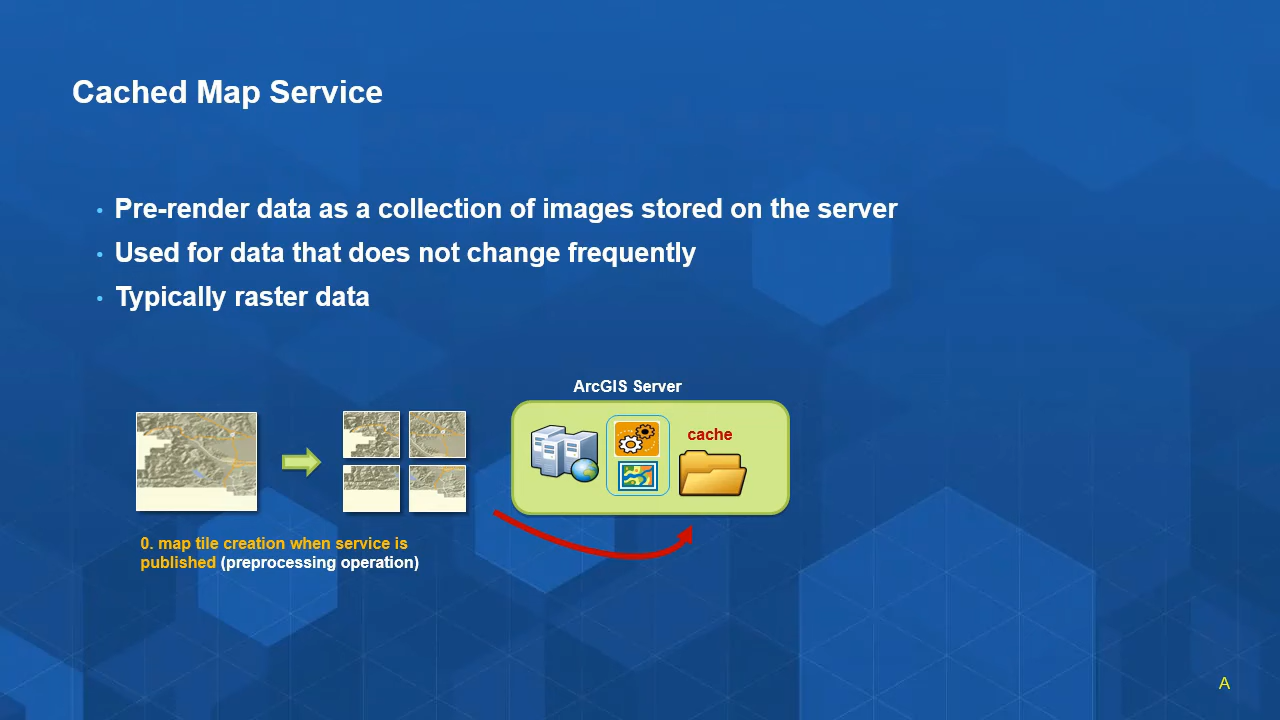 Cached Map Service
• Pre-render data as a collection of images stored on the server
• Used for data that does not change frequently
• Typically raster data
ArcGIS Server
cache
0. map tile creation when service is
published (preprocessing operation)
A